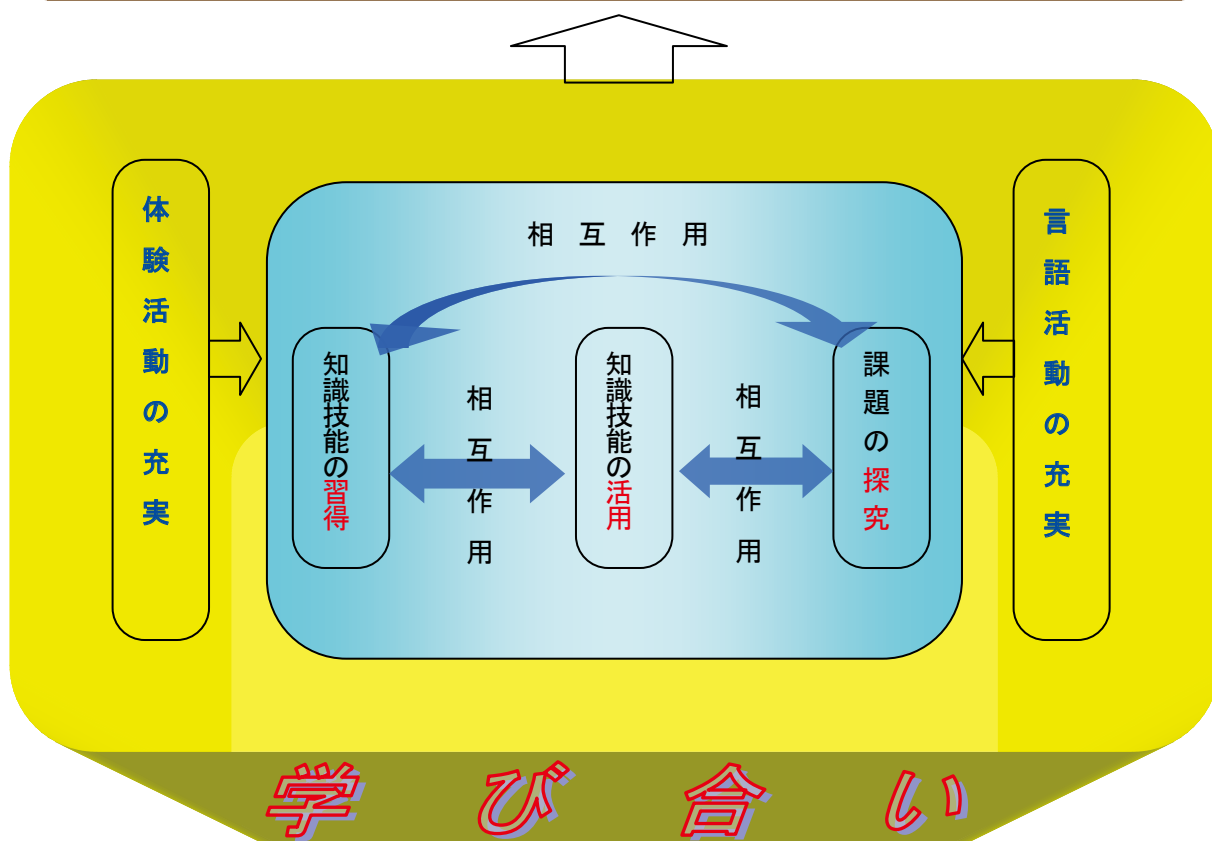 相互作用
体験活動の充実
知識技能の習得
相互作用
知識技能の活用
相互作用
課題の探究
言語活動の充実
学び合い